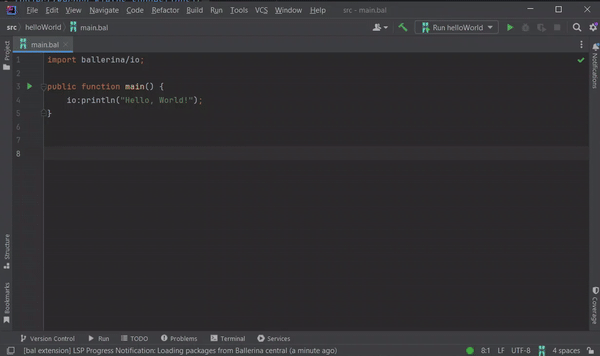 File Edit View Navigate Code Refactor Build Run Tools VCS Window Help src - main.bal
src helloWorld main.bal Run helloWorld
main.bal
Project
Notifications
1 import ballerina/io;
2
3 public function main() {
4 io:println("Hello, World!");
5 }
6
7
8
Structure
Bookmarks
Coverage
Version Control Run TODO Problems Terminal Services
[bal extension] LSP Progress Notification: Loading packages from Ballerina central (a minute ago) 8:1 LF UTF-8 4 spaces